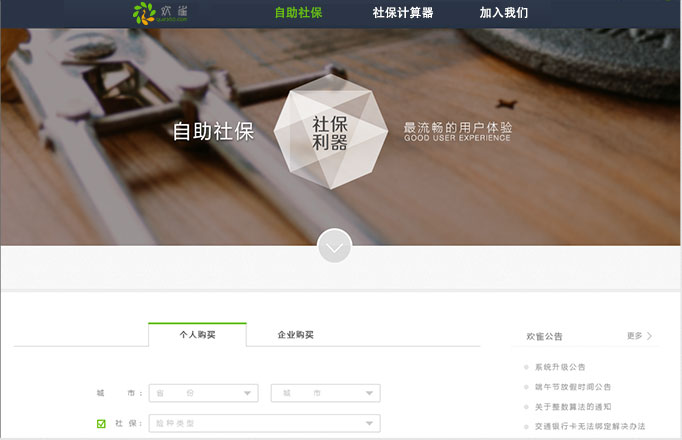 欢雀
自助社保
社保计算器
加入我们
自助社保
社保
利器
最流畅的用户体验
GOOD USER EXPERIENCE
个人购买
企业购买
欢雀公告
更多
系统升级公告
端午节放假时间公告
关于整数算法的通知
交通银行卡无法绑定解决办法
城 市：
省 份
城 市
社 保：
险种类型